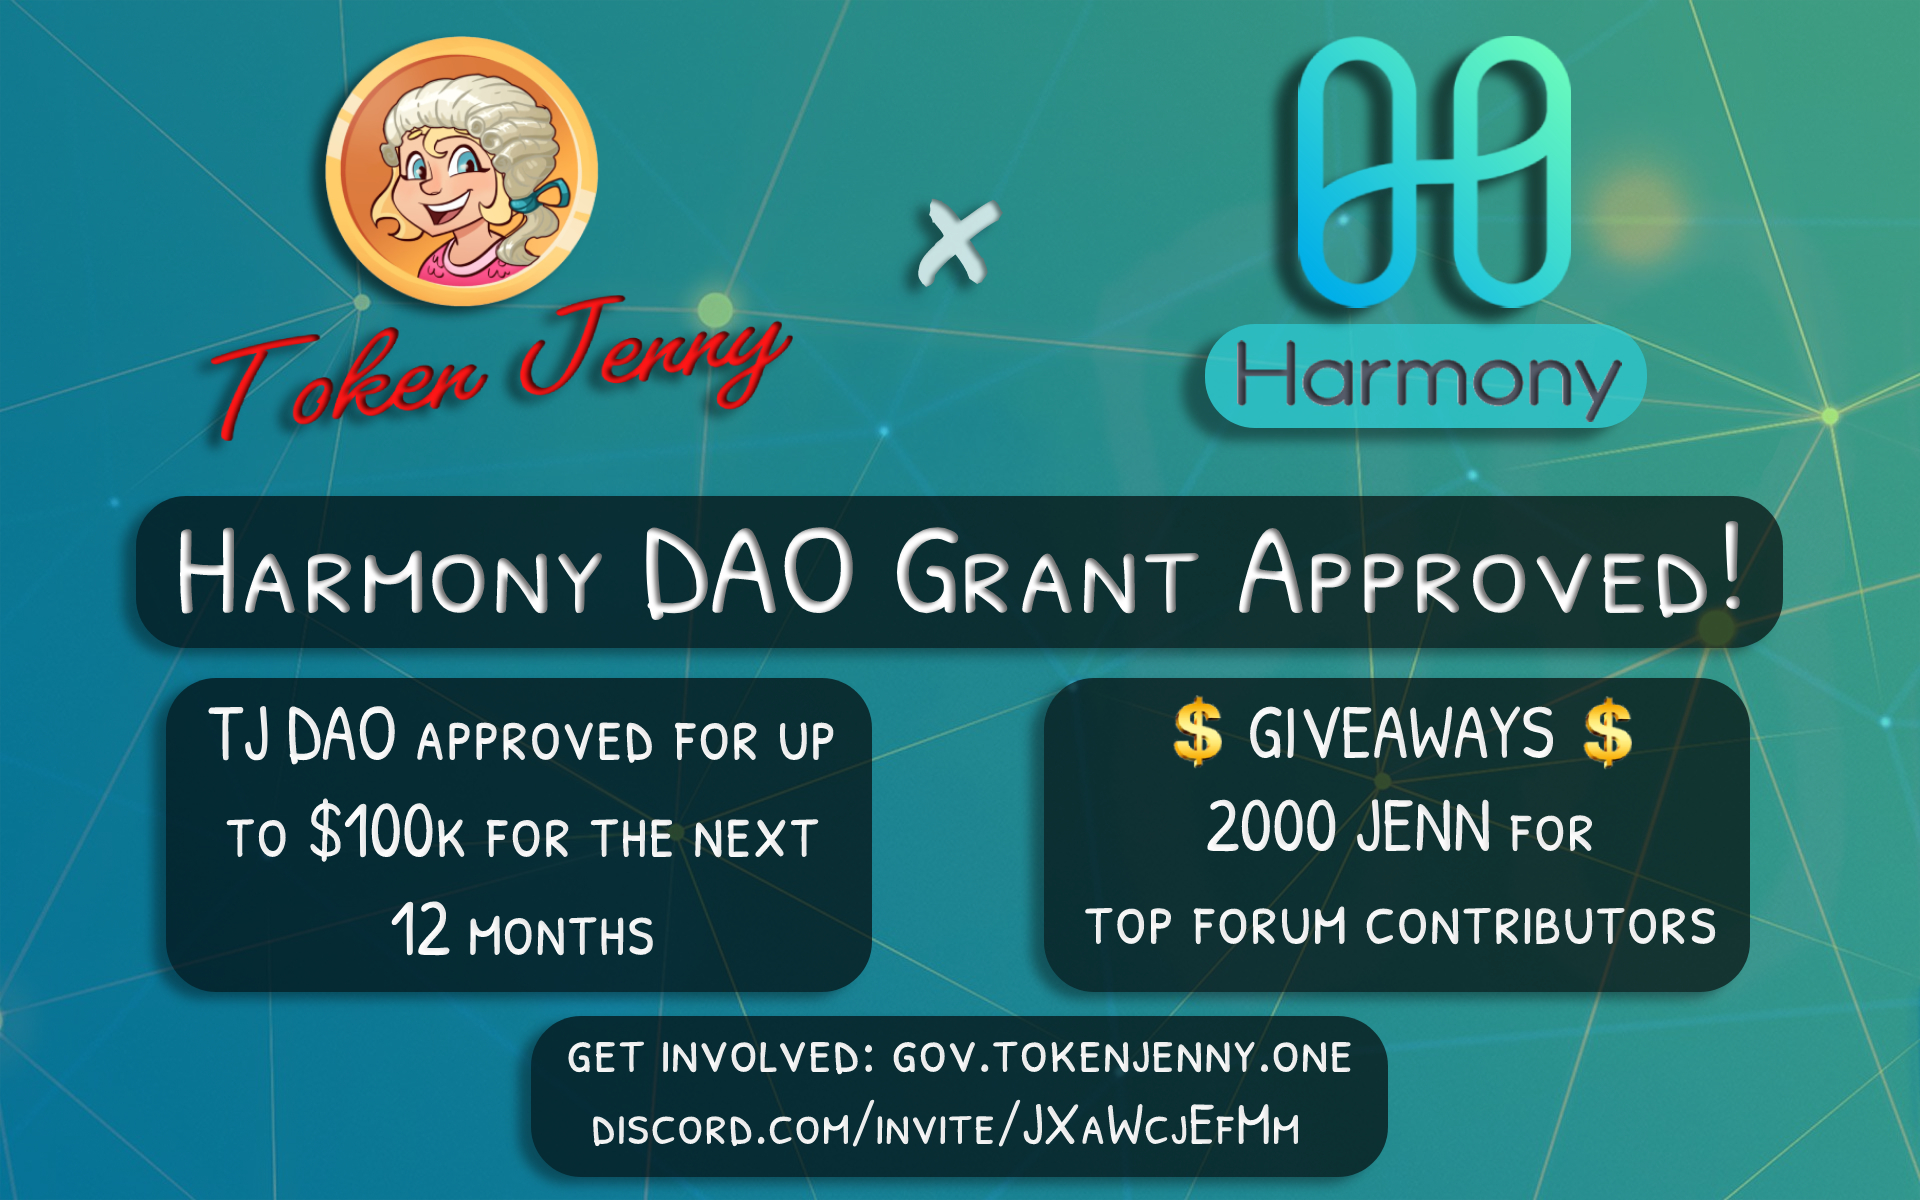 Token Jenny
x
Harmony
Harmony DAO Grant Approved!
TJ DAO approved for up
to $100k for the next
12 months
$ GIVEAWAYS $
2000 JENN for
top forum contributors
get involved: gov.tokenjenny.one
discord.com/invite/JXaWcjEfMm